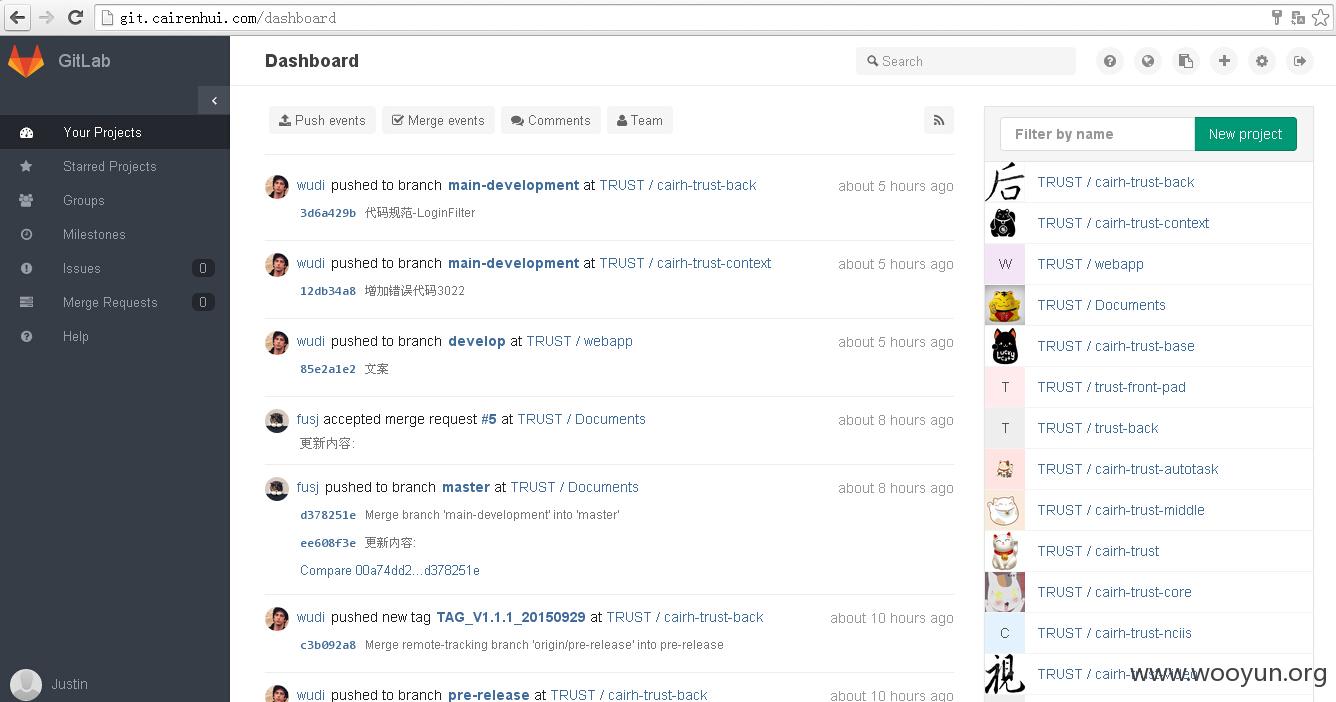 git.cairenhui.com/dashboard
GitLab
Dashboard
Search
Your Projects
Starred Projects
Groups
Milestones
Issues 0
Merge Requests 0
Help
Justin
Push events Merge events Comments Team
wudi pushed to branch main-development at TRUST / cairh-trust-back about 5 hours ago
3d6a429b 代码规范-LoginFilter
wudi pushed to branch main-development at TRUST / cairh-trust-context about 5 hours ago
12db34a8 增加错误代码3022
wudi pushed to branch develop at TRUST / webapp about 5 hours ago
85e2a1e2 文案
fusj accepted merge request #5 at TRUST / Documents about 8 hours ago
更新内容:
fusj pushed to branch master at TRUST / Documents about 8 hours ago
d378251e Merge branch 'main-development' into 'master'
ee608f3e 更新内容:
Compare 00a74dd2...d378251e
wudi pushed new tag TAG_V1.1.1_20150929 at TRUST / cairh-trust-back about 10 hours ago
c3b092a8 Merge remote-tracking branch 'origin/pre-release' into pre-release
wudi pushed to branch pre-release at TRUST / cairh-trust-back about 10 hours ago
Filter by name New project
后 TRUST / cairh-trust-back
TRUST / cairh-trust-context
W TRUST / webapp
TRUST / Documents
TRUST / cairh-trust-base
T TRUST / trust-front-pad
T TRUST / trust-back
TRUST / cairh-trust-autotask
TRUST / cairh-trust-middle
TRUST / cairh-trust
TRUST / cairh-trust-core
C TRUST / cairh-trust-nciis
视 TRUST / cairh-trust-video
www.wooyun.org